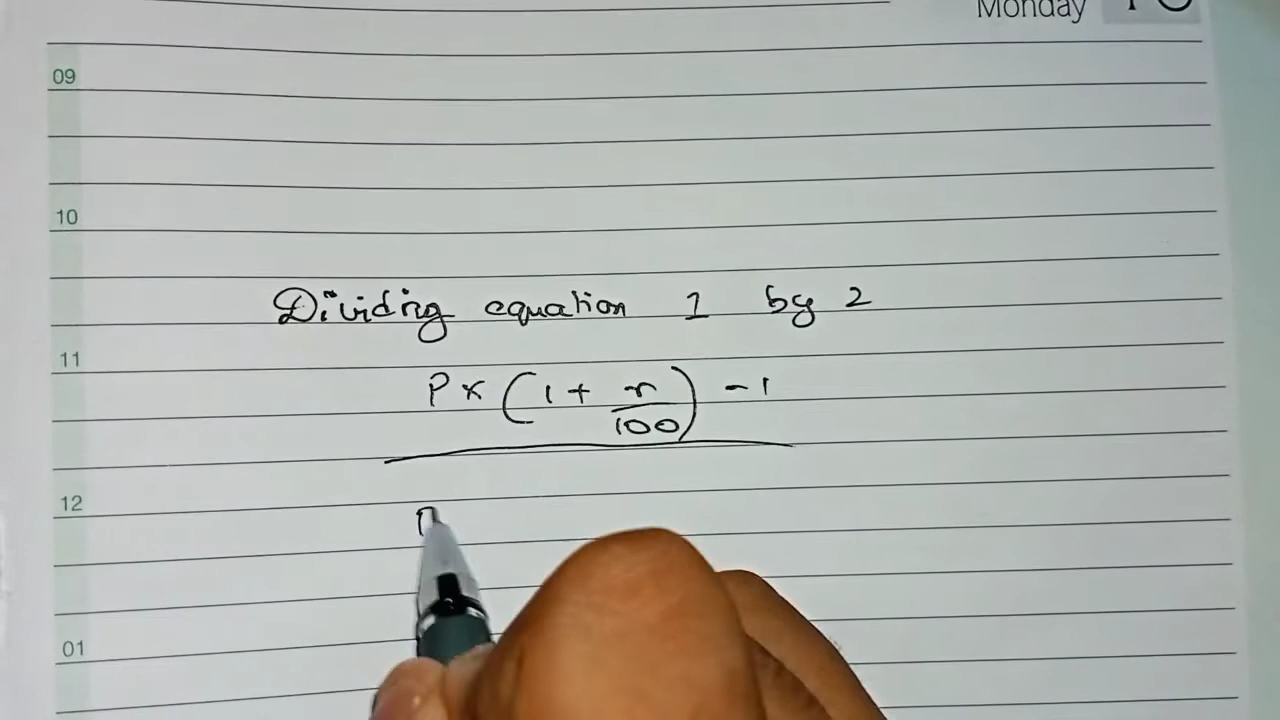 Monday
09
10
Dividing equation 1 by 2
11
P × (1 + r/100) - 1
12
01